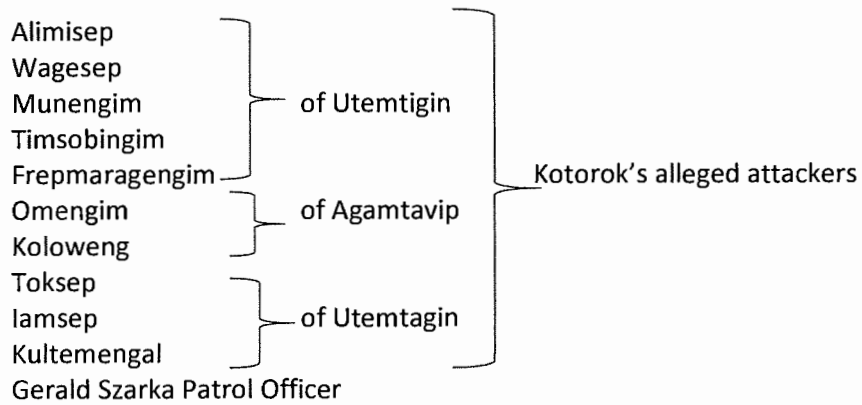 Alimisep
Wagesep
Munengim of Utemtigin
Timsobingim
Frepmaragengim Kotorok's alleged attackers
Omengim of Agamtavip
Koloweng
Toksep
Iamsep of Utemtagin
Kultemengal
Gerald Szarka Patrol Officer